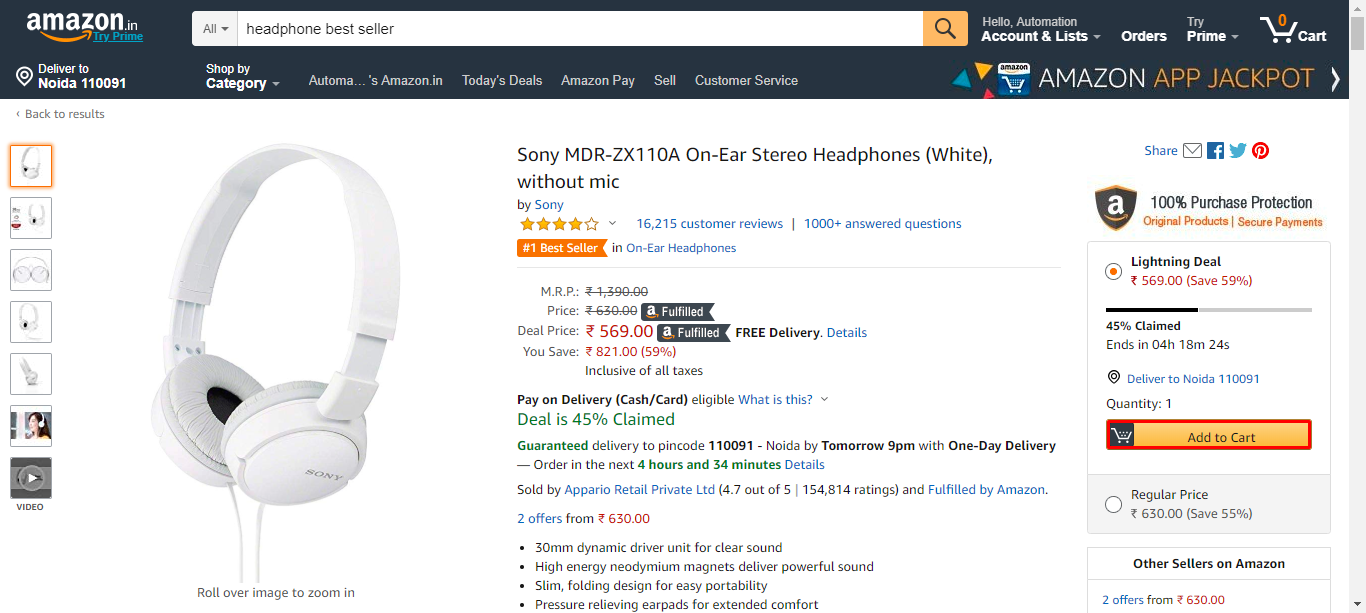 amazon.in
Try Prime
All
headphone best seller
Hello, Automation
Account & Lists
Orders
Try
Prime
0
Cart
Deliver to
Noida 110091
Shop by
Category
Automa… 's Amazon.in
Today's Deals
Amazon Pay
Sell
Customer Service
amazon
AMAZON APP JACKPOT
‹ Back to results
Sony MDR-ZX110A On-Ear Stereo Headphones (White),
without mic
by Sony
16,215 customer reviews | 1000+ answered questions
#1 Best Seller in On-Ear Headphones
M.R.P.: ₹ 1,390.00
Price: ₹ 630.00 a Fulfilled
Deal Price: ₹ 569.00 a Fulfilled FREE Delivery. Details
You Save: ₹ 821.00 (59%)
Inclusive of all taxes
Pay on Delivery (Cash/Card) eligible What is this?
Deal is 45% Claimed
Guaranteed delivery to pincode 110091 - Noida by Tomorrow 9pm with One-Day Delivery
— Order in the next 4 hours and 34 minutes Details
Sold by Appario Retail Private Ltd (4.7 out of 5 | 154,814 ratings) and Fulfilled by Amazon.
2 offers from ₹ 630.00
• 30mm dynamic driver unit for clear sound
• High energy neodymium magnets deliver powerful sound
• Slim, folding design for easy portability
• Pressure relieving earpads for extended comfort
SONY
VIDEO
Roll over image to zoom in
Share
a
100% Purchase Protection
Original Products | Secure Payments
Lightning Deal
₹ 569.00 (Save 59%)
45% Claimed
Ends in 04h 18m 24s
Deliver to Noida 110091
Quantity: 1
Add to Cart
Regular Price
₹ 630.00 (Save 55%)
Other Sellers on Amazon
2 offers from ₹ 630.00